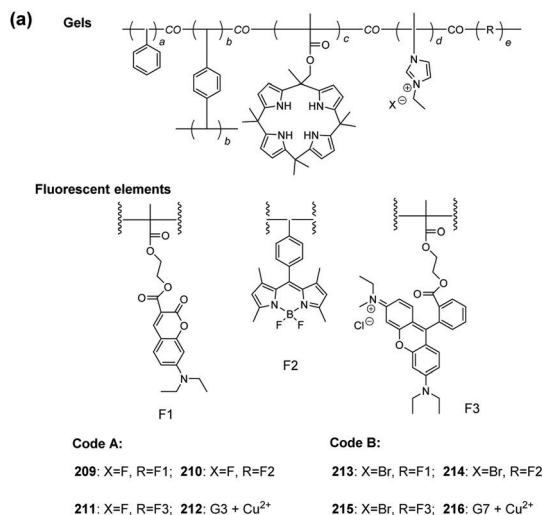 (a) Gels
CO CO CO CO CO R
a b c d e
O
O
N
N
⊕
X⊖
NH HN
NH HN
b
Fluorescent elements
O
O
O
O
O O
N
F1
N N
B
F F
F2
O
O
O
O
N
⊕
Cl⊖
O
N
F3
Code A: Code B:
209: X=F, R=F1; 210: X=F, R=F2 213: X=Br, R=F1; 214: X=Br, R=F2
211: X=F, R=F3; 212: G3 + Cu²⁺ 215: X=Br, R=F3; 216: G7 + Cu²⁺